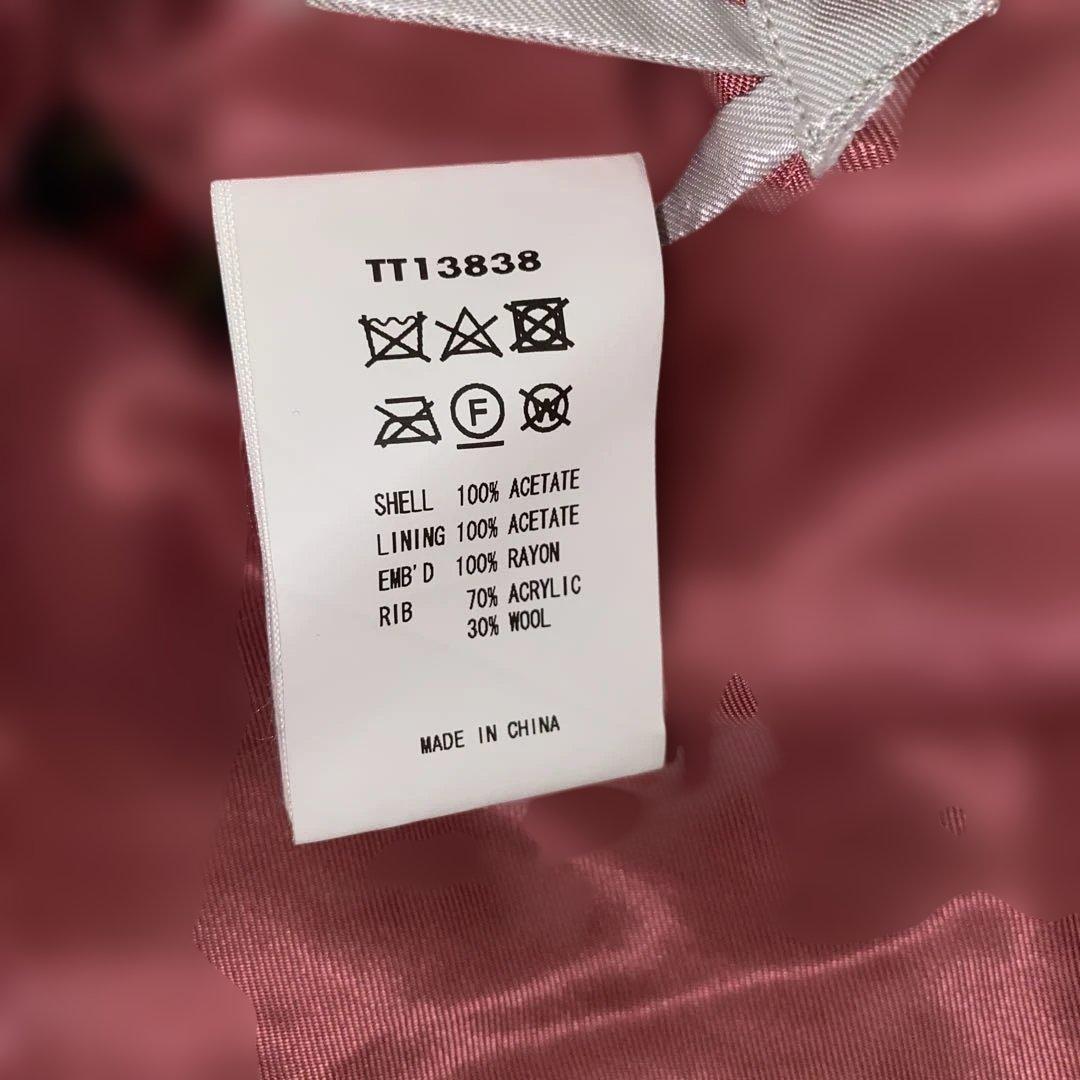 TT13838
F
W
SHELL 100% ACETATE
LINING 100% ACETATE
EMB'D 100% RAYON
RIB 70% ACRYLIC
30% WOOL
MADE IN CHINA